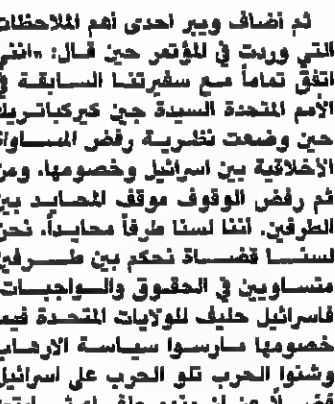 ثم أضاف ويبر احدى أهم الملاحظات
التي وردت في المؤتمر حين قال: «انني
اتفق تماماً مع سفيرتنا السابقة في
الأمم المتحدة السيدة جين كيركباتريك
حين وضعت نظرية رفض المساواة
الأخلاقية بين اسرائيل وخصومها. ومن
ثم رفض الوقوف موقف المحايد بين
الطرفين. أننا لسنا طرفاً محايداً. نحن
لسنا قضاة نحكم بين طرفين
متساويين في الحقوق والواجبات.
فاسرائيل حليف للولايات المتحدة فيما
خصومها مارسوا سياسة الارهاب
وشنوا الحرب تلو الحرب على اسرائيل